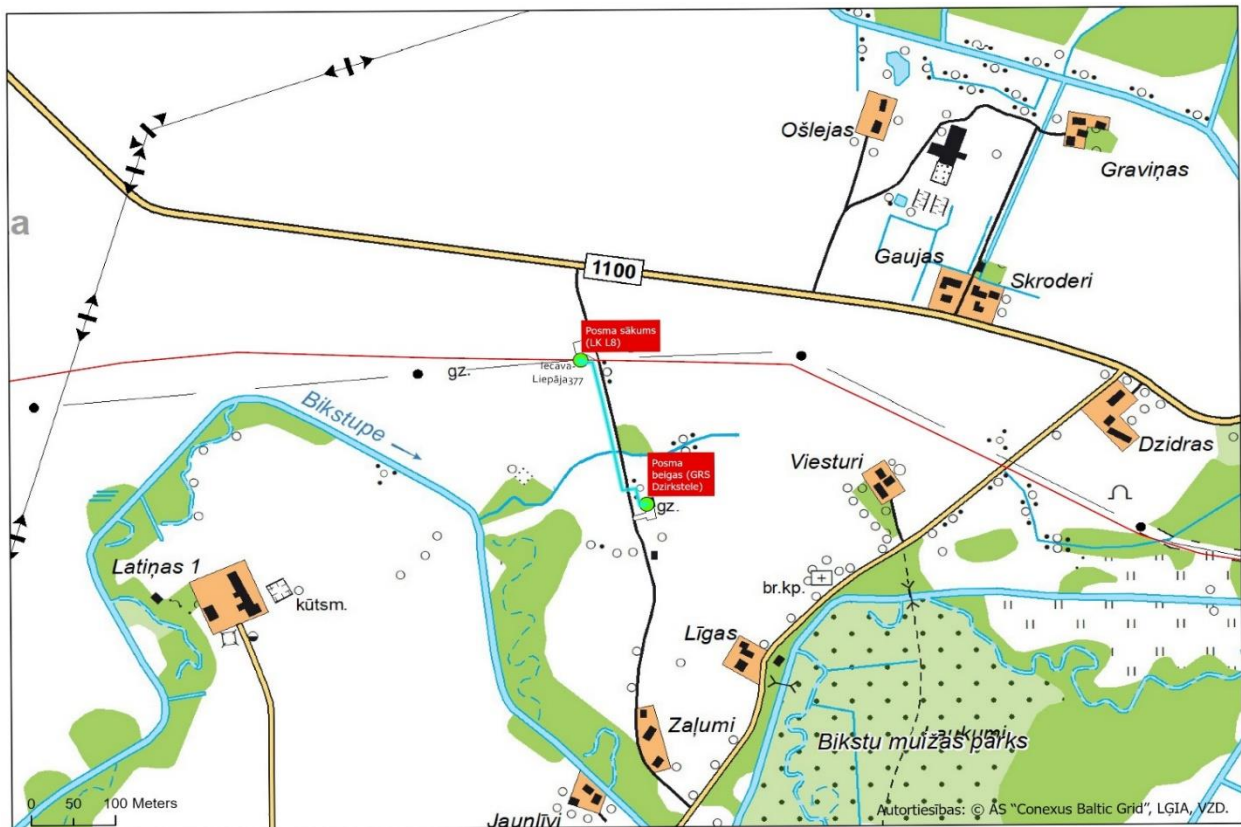 Ošlejas
Graviņas
a
1100
Gaujas
Skroderi
Posma sākums
(LK L8)
Iecava-
Liepāja377
gz.
Bikstupe
Dzidras
Viesturi
Posma
beigas (GRS
Dzirkstele)
gz.
Latiņas 1
kūtsm.
br.kp.
Līgas
Zaļumi
Bikstu muižas parks
Jaunlīvi
0 50 100 Meters
Autortiesības: © AS "Conexus Baltic Grid", LĢIA, VZD.